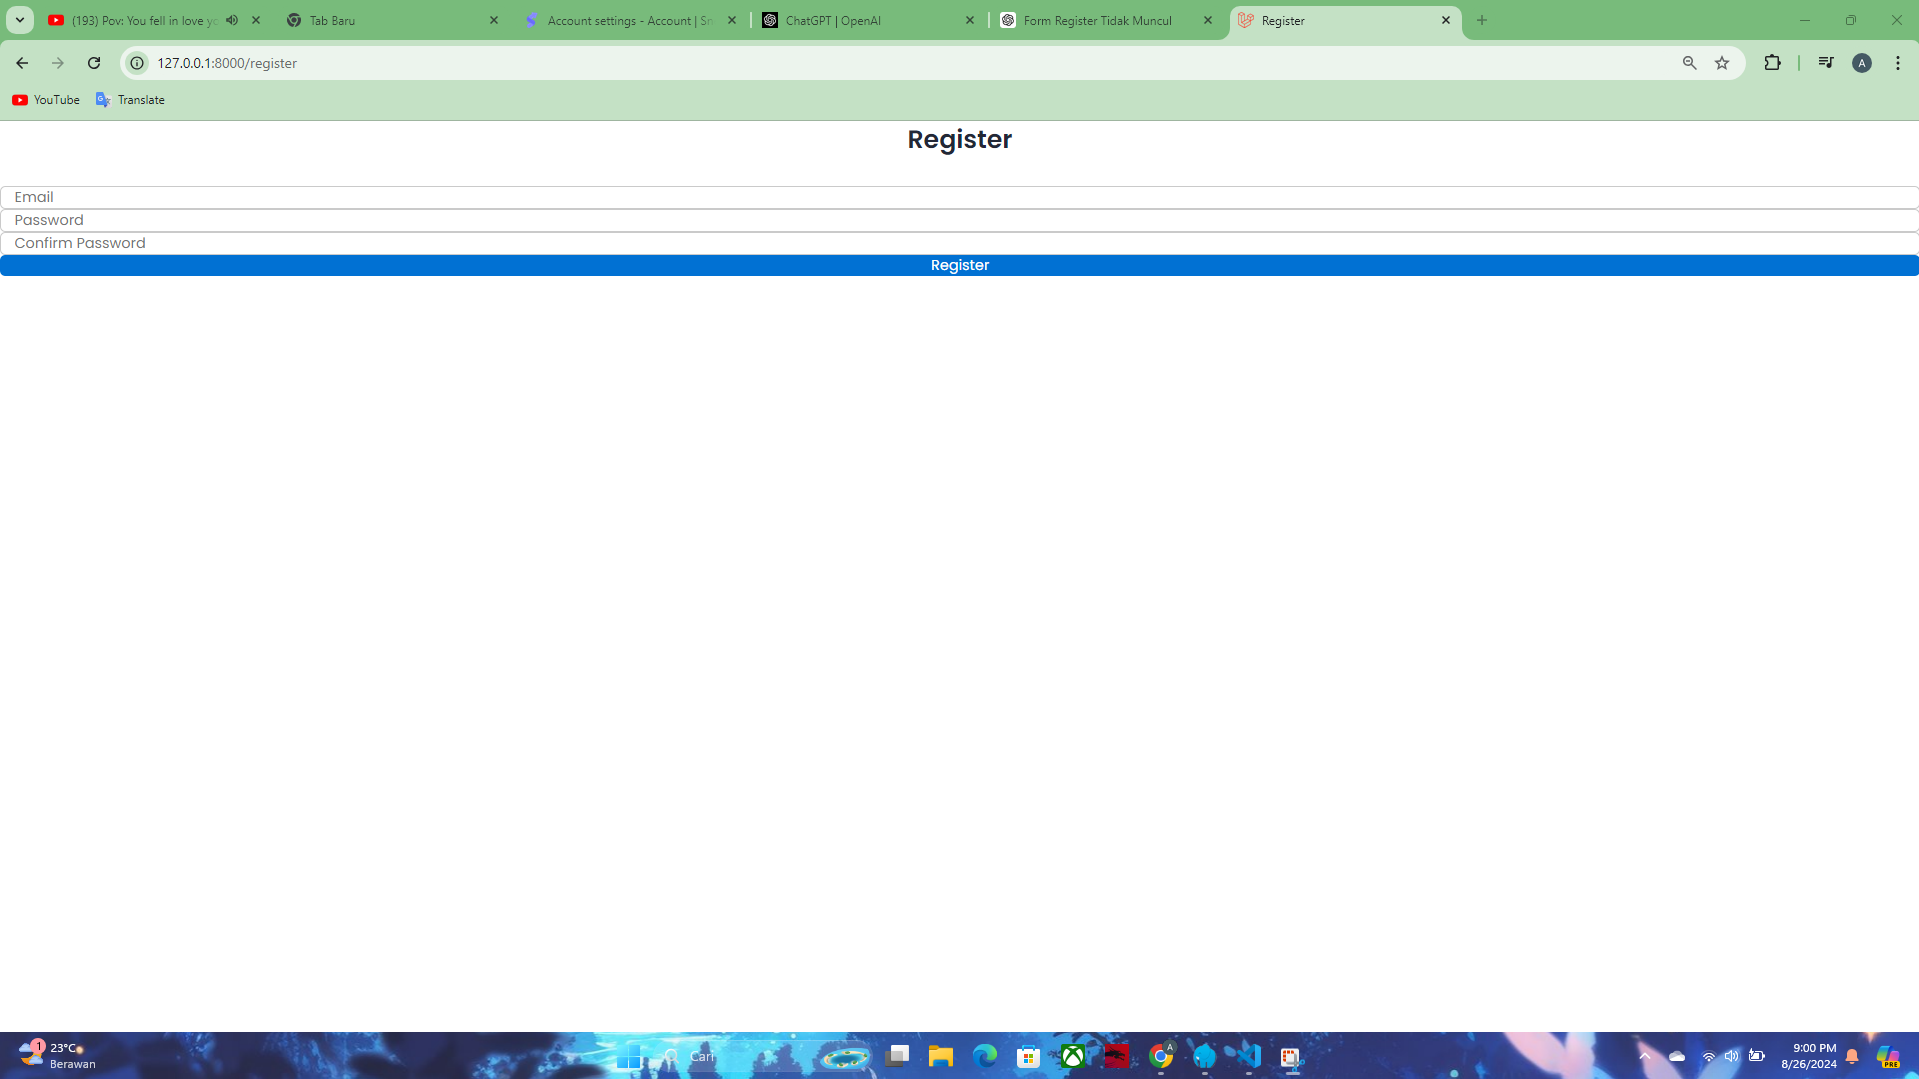 (193) Pov: You fell in love yo
Tab Baru
Account settings - Account | Sn
ChatGPT | OpenAI
Form Register Tidak Muncul
Register
127.0.0.1:8000/register
A
YouTube
Translate
Register
Email
Password
Confirm Password
Register
1
23°C
Berawan
Cari
A
9:00 PM
8/26/2024
PRE